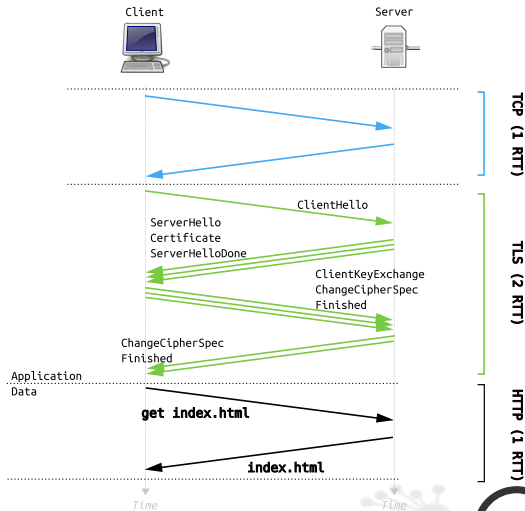 Client
Server
TCP (1 RTT)
ClientHello
ServerHello
Certificate
ServerHelloDone
TLS (2 RTT)
ClientKeyExchange
ChangeCipherSpec
Finished
ChangeCipherSpec
Finished
Application
Data
get index.html
HTTP (1 RTT)
index.html
Time
Time